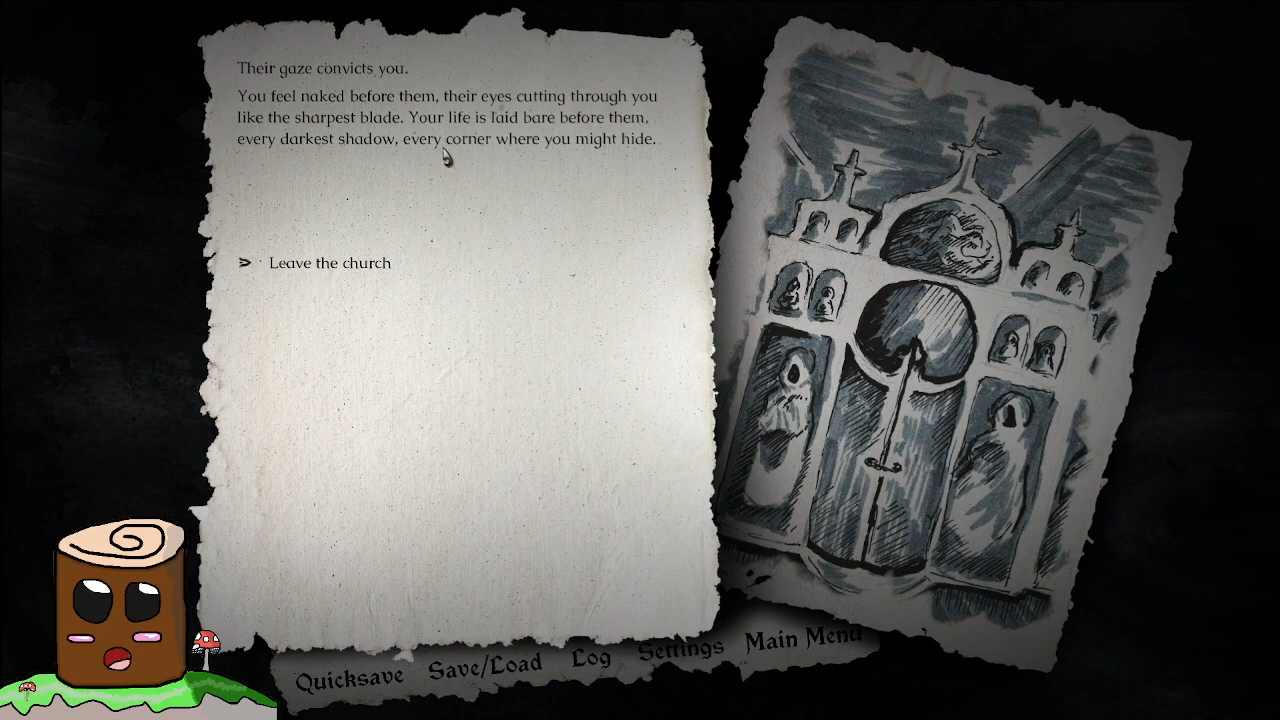 Their gaze convicts you.
You feel naked before them, their eyes cutting through you
like the sharpest blade. Your life is laid bare before them,
every darkest shadow, every corner where you might hide.
Leave the church
Quicksave Save/Load Log Settings Main Menu